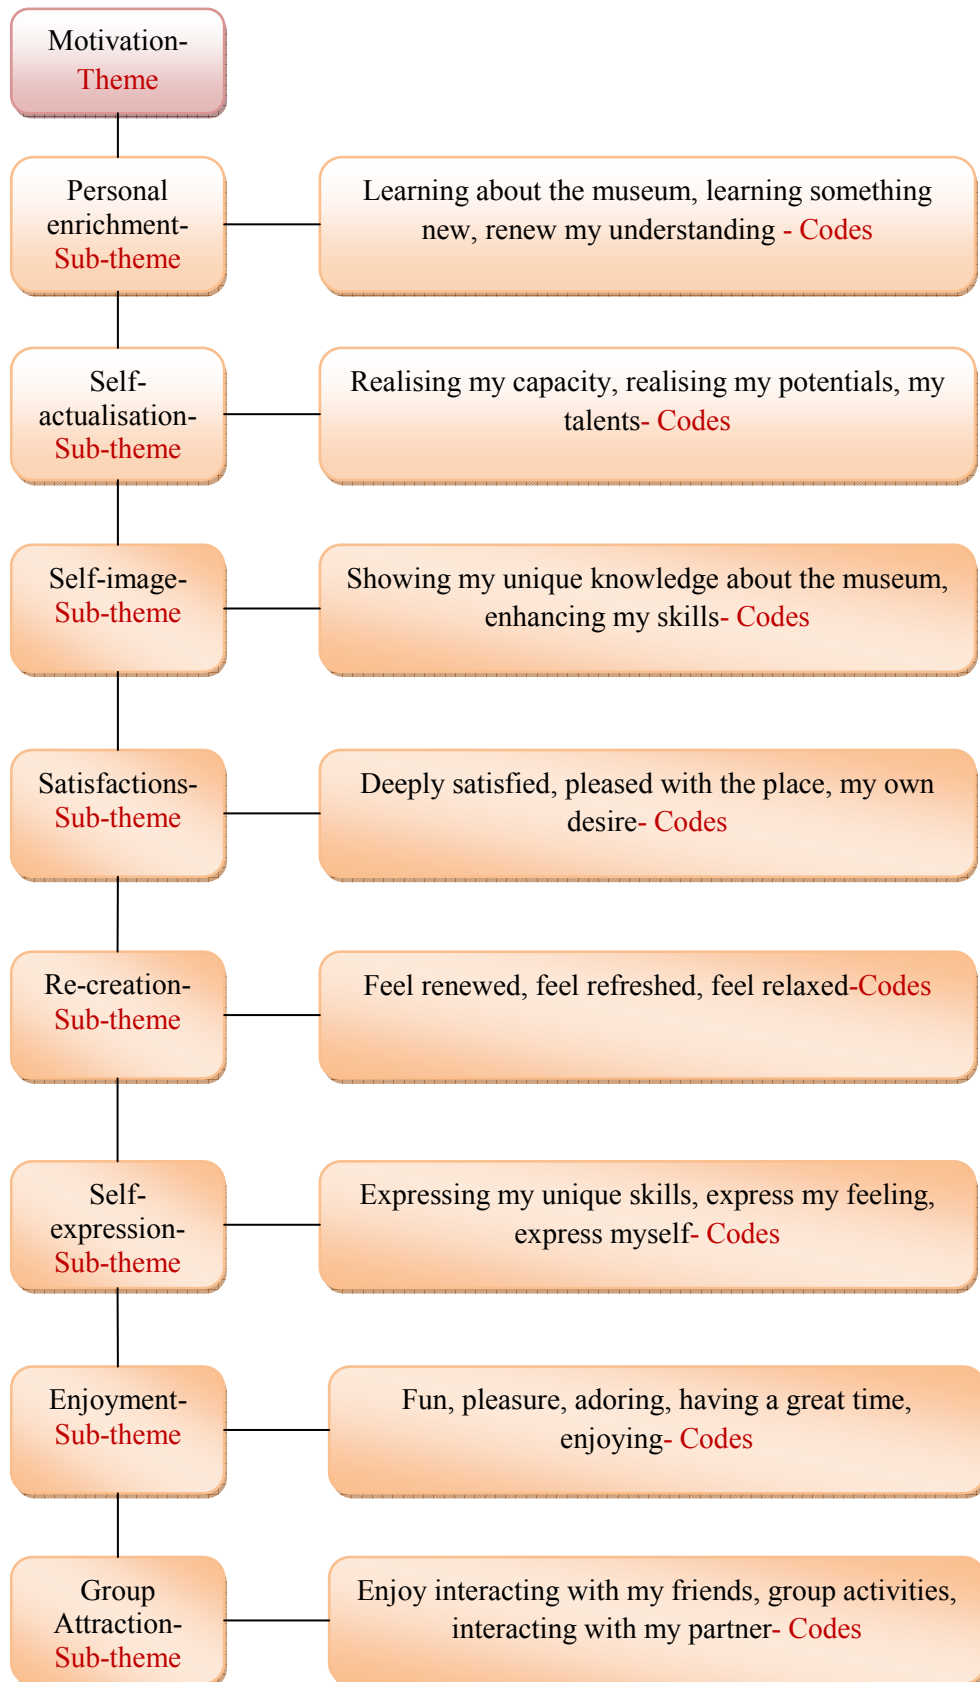 Motivation-
Theme
Personal
enrichment-
Sub-theme
Learning about the museum, learning something
new, renew my understanding - Codes
Self-
actualisation-
Sub-theme
Realising my capacity, realising my potentials, my
talents- Codes
Self-image-
Sub-theme
Showing my unique knowledge about the museum,
enhancing my skills- Codes
Satisfactions-
Sub-theme
Deeply satisfied, pleased with the place, my own
desire- Codes
Re-creation-
Sub-theme
Feel renewed, feel refreshed, feel relaxed-Codes
Self-
expression-
Sub-theme
Expressing my unique skills, express my feeling,
express myself- Codes
Enjoyment-
Sub-theme
Fun, pleasure, adoring, having a great time,
enjoying- Codes
Group
Attraction-
Sub-theme
Enjoy interacting with my friends, group activities,
interacting with my partner- Codes